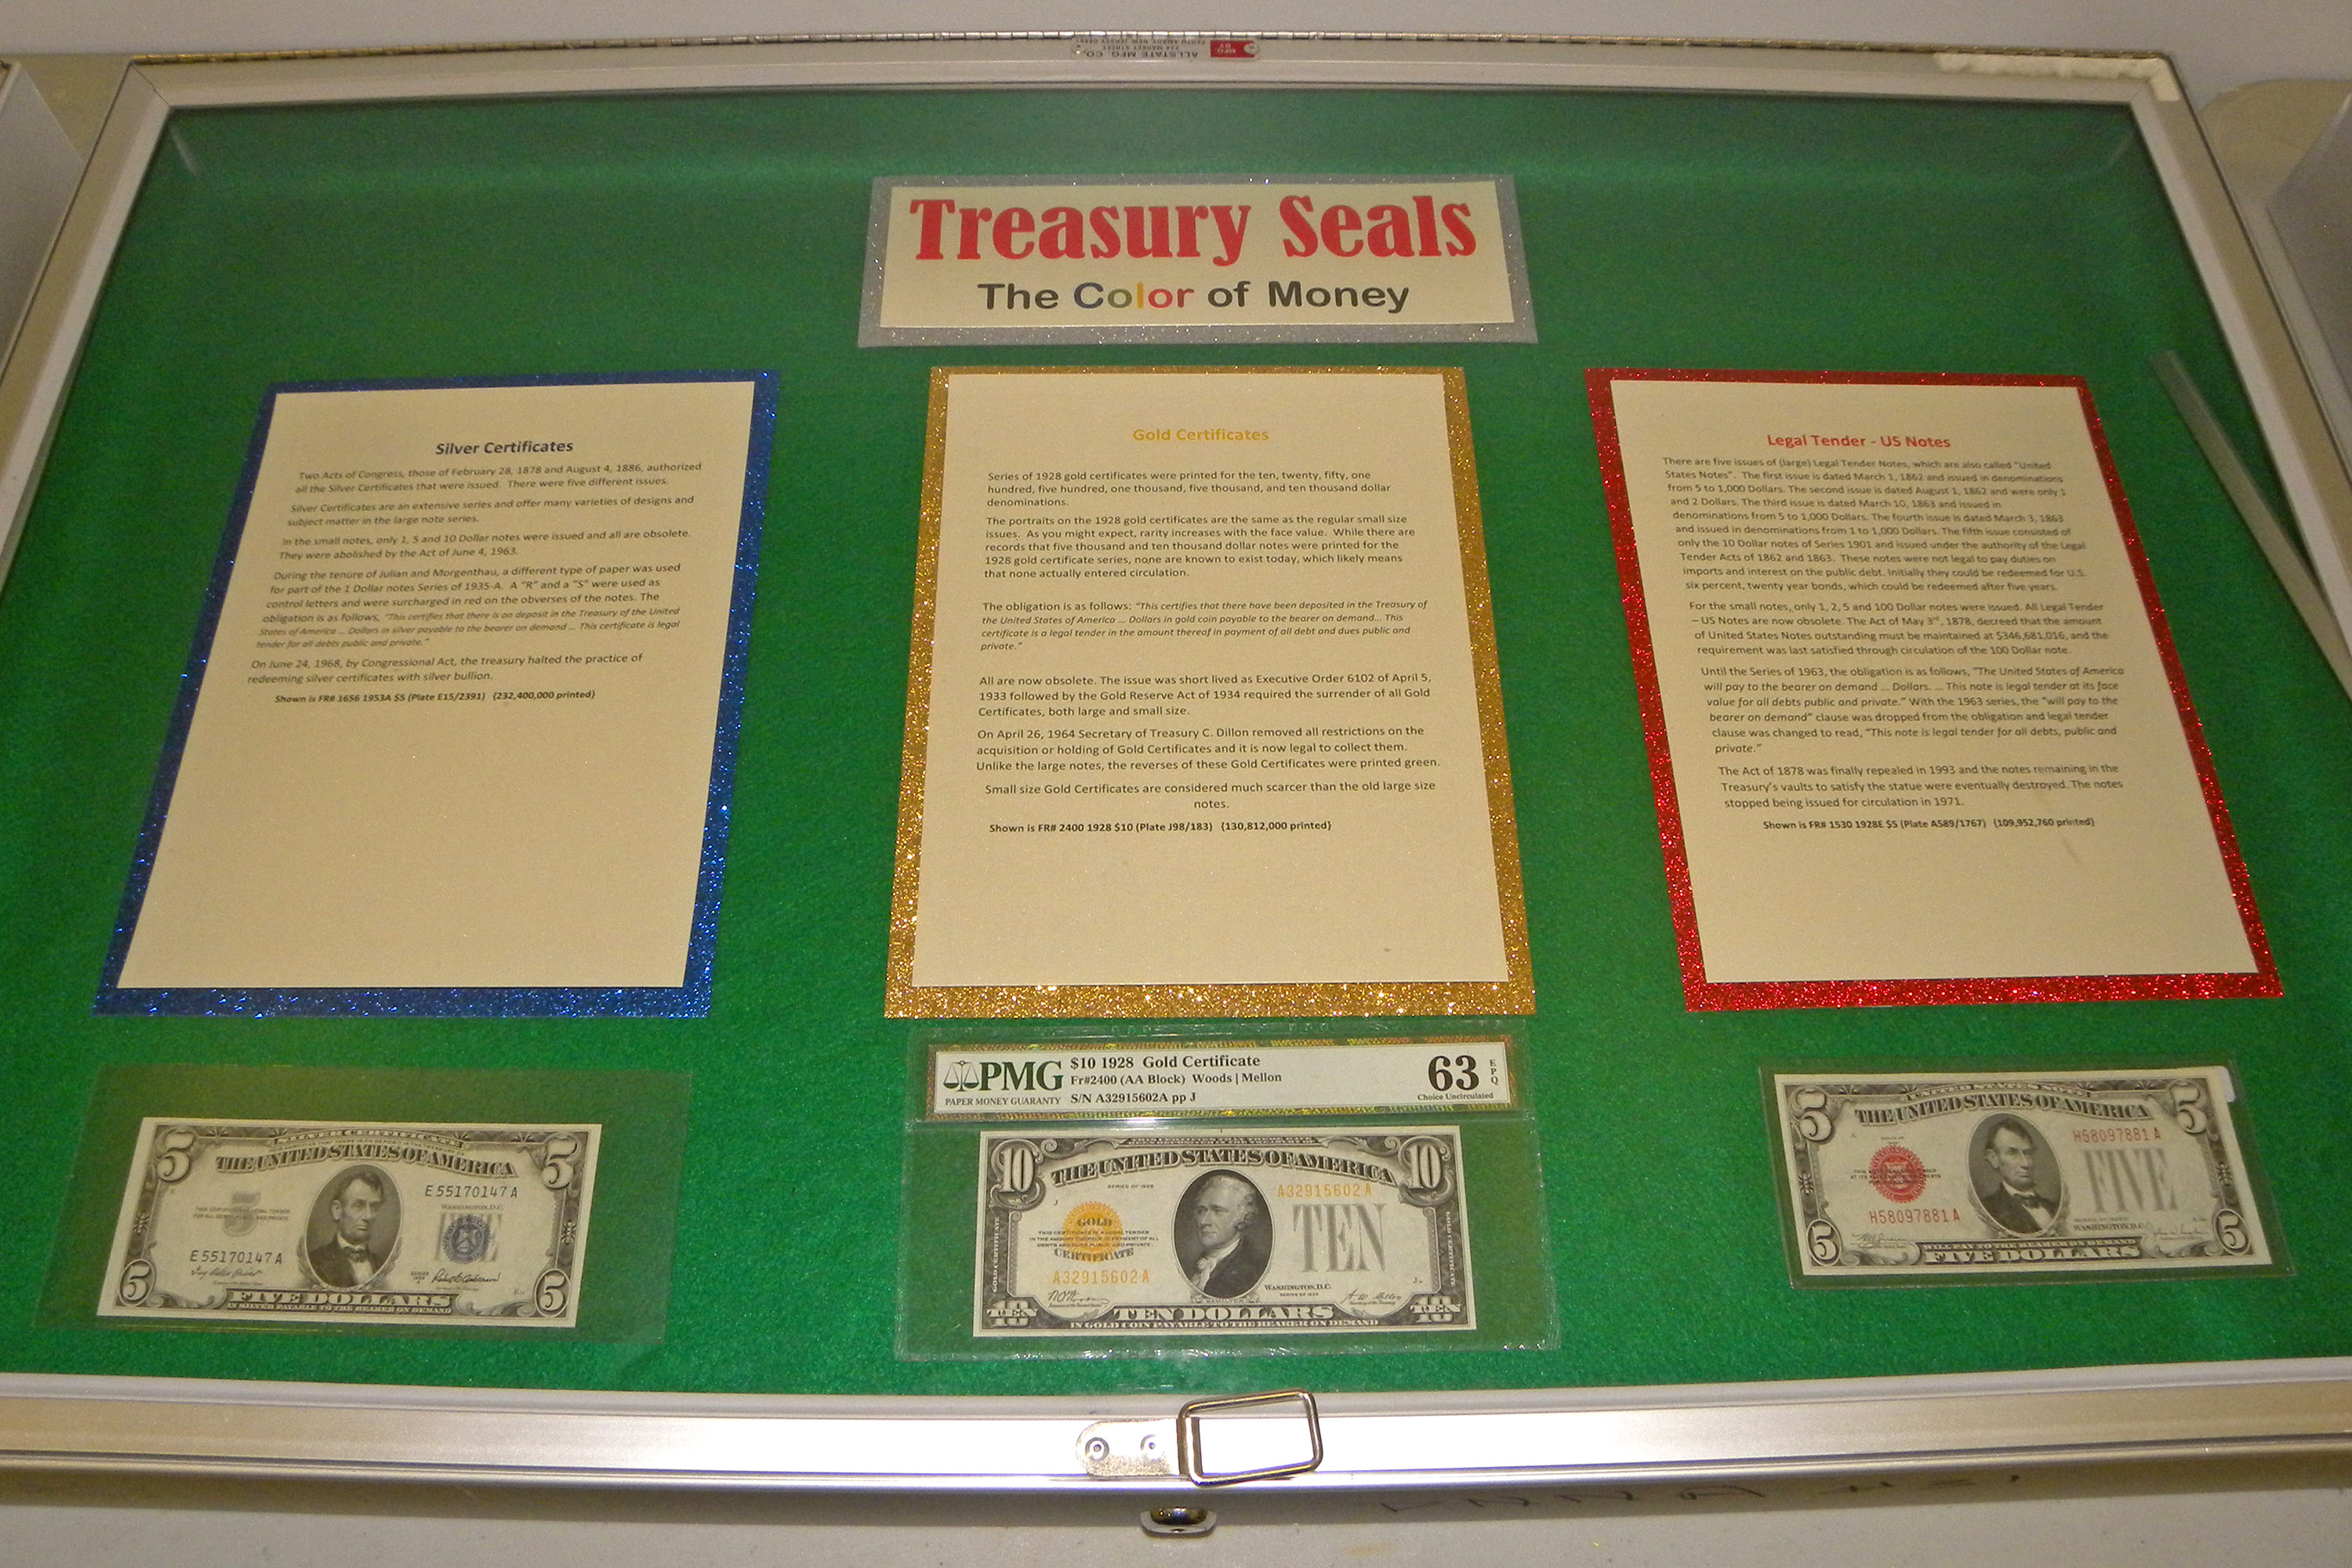 MFG. BY
ALLSTATE MFG. CO.
Treasury Seals
The Color of Money
Silver Certificates
Two Acts of Congress, those of February 28, 1878 and August 4, 1886, authorized
all the Silver Certificates that were issued. There were five different issues.
Silver Certificates are an extensive series and offer many varieties of designs and
subject matter in the large note series.
In the small notes, only 1, 5 and 10 Dollar notes were issued and all are obsolete.
They were abolished by the Act of June 4, 1963.
During the tenure of Julian and Morgenthau, a different type of paper was used
for part of the 1 Dollar notes Series of 1935-A. A "R" and a "S" were used as
control letters and were surcharged in red on the obverses of the notes. The
obligation is as follows, "This certifies that there is on deposit in the Treasury of the United
States of America ... Dollars in silver payable to the bearer on demand ... This certificate is legal
tender for all debts public and private."
On June 24, 1968, by Congressional Act, the treasury halted the practice of
redeeming silver certificates with silver bullion.
Shown is FR# 1656 1953A $5 (Plate E15/2391) (232,400,000 printed)
Gold Certificates
Series of 1928 gold certificates were printed for the ten, twenty, fifty, one
hundred, five hundred, one thousand, five thousand, and ten thousand dollar
denominations.
The portraits on the 1928 gold certificates are the same as the regular small size
issues. As you might expect, rarity increases with the face value. While there are
records that five thousand and ten thousand dollar notes were printed for the
1928 gold certificate series, none are known to exist today, which likely means
that none actually entered circulation.
The obligation is as follows: "This certifies that there have been deposited in the Treasury of
the United States of America ... Dollars in gold coin payable to the bearer on demand... This
certificate is a legal tender in the amount thereof in payment of all debt and dues public and
private."
All are now obsolete. The issue was short lived as Executive Order 6102 of April 5,
1933 followed by the Gold Reserve Act of 1934 required the surrender of all Gold
Certificates, both large and small size.
On April 26, 1964 Secretary of Treasury C. Dillon removed all restrictions on the
acquisition or holding of Gold Certificates and it is now legal to collect them.
Unlike the large notes, the reverses of these Gold Certificates were printed green.
Small size Gold Certificates are considered much scarcer than the old large size
notes.
Shown is FR# 2400 1928 $10 (Plate J98/183) (130,812,000 printed)
Legal Tender - US Notes
There are five issues of (large) Legal Tender Notes, which are also called "United
States Notes". The first issue is dated March 1, 1862 and issued in denominations
from 5 to 1,000 Dollars. The second issue is dated August 1, 1862 and were only 1
and 2 Dollars. The third issue is dated March 10, 1863 and issued in
denominations from 5 to 1,000 Dollars. The fourth issue is dated March 3, 1863
and issued in denominations from 1 to 1,000 Dollars. The fifth issue consisted of
only the 10 Dollar notes of Series 1901 and issued under the authority of the Legal
Tender Acts of 1862 and 1863. These notes were not legal to pay duties on
imports and interest on the public debt. Initially they could be redeemed for U.S.
six percent, twenty year bonds, which could be redeemed after five years.
For the small notes, only 1, 2, 5 and 100 Dollar notes were issued. All Legal Tender
– US Notes are now obsolete. The Act of May 3rd, 1878, decreed that the amount
of United States Notes outstanding must be maintained at $346,681,016, and the
requirement was last satisfied through circulation of the 100 Dollar note.
Until the Series of 1963, the obligation is as follows, "The United States of America
will pay to the bearer on demand ... Dollars. ... This note is legal tender at its face
value for all debts public and private." With the 1963 series, the "will pay to the
bearer on demand" clause was dropped from the obligation and legal tender
clause was changed to read, "This note is legal tender for all debts, public and
private."
The Act of 1878 was finally repealed in 1993 and the notes remaining in the
Treasury's vaults to satisfy the statue were eventually destroyed. The notes
stopped being issued for circulation in 1971.
Shown is FR# 1530 1928E $5 (Plate A589/1767) (109,952,760 printed)
5 SILVER CERTIFICATE 5
THE UNITED STATES OF AMERICA
E 55170147 A
WASHINGTON, D.C.
E 55170147 A
5 FIVE DOLLARS 5
IN SILVER PAYABLE TO THE BEARER ON DEMAND
PMG
PAPER MONEY GUARANTY
$10 1928 Gold Certificate
Fr#2400 (AA Block) Woods | Mellon
S/N A32915602A pp J
63 EPQ
Choice Uncirculated
10 THE UNITED STATES OF AMERICA 10
A32915602A
GOLD
CERTIFICATE
TEN
A32915602A
WASHINGTON, D.C.
TEN DOLLARS
IN GOLD COIN PAYABLE TO THE BEARER ON DEMAND
5 UNITED STATES NOTE 5
THE UNITED STATES OF AMERICA
H58097881A
FIVE
H58097881A
WASHINGTON, D.C.
WILL PAY TO THE BEARER ON DEMAND
5 FIVE DOLLARS 5